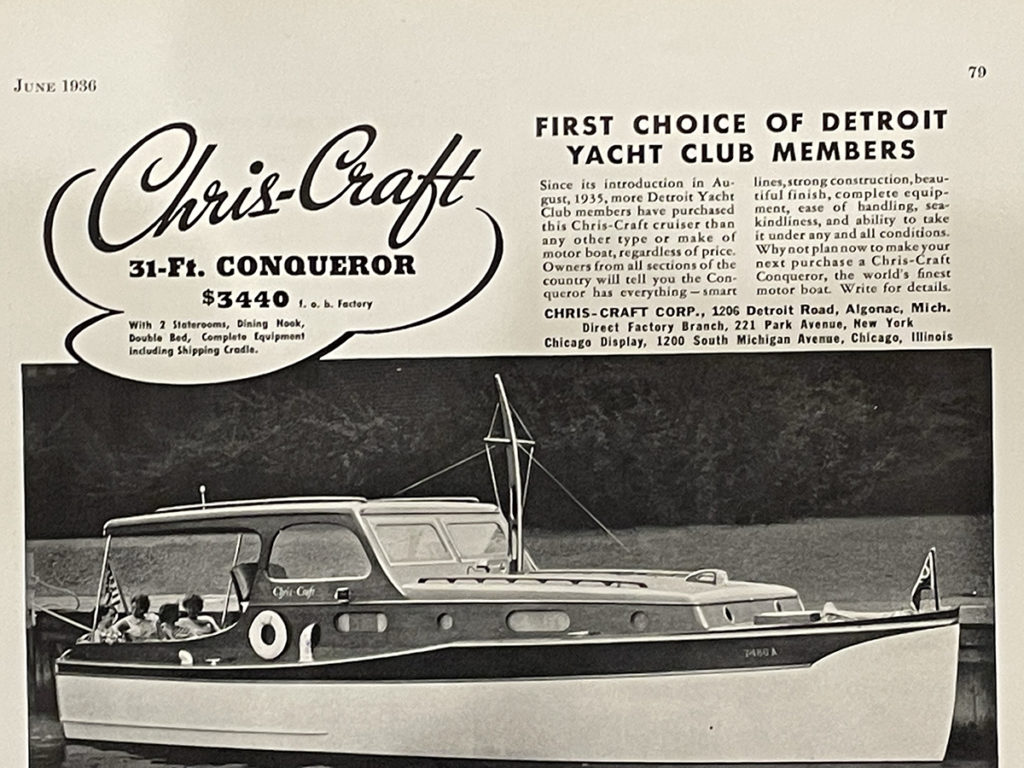 JUNE 1936
79
Chris-Craft
31-Ft. CONQUEROR
$3440 f. o. b. Factory
With 2 Staterooms, Dining Nook,
Double Bed, Complete Equipment
Including Shipping Cradle.
FIRST CHOICE OF DETROIT
YACHT CLUB MEMBERS
Since its introduction in Au-
gust, 1935, more Detroit Yacht
Club members have purchased
this Chris-Craft cruiser than
any other type or make of
motor boat, regardless of price.
Owners from all sections of the
country will tell you the Con-
queror has everything—smart
lines, strong construction, beau-
tiful finish, complete equip-
ment, ease of handling, sea-
kindliness, and ability to take
it under any and all conditions.
Why not plan now to make your
next purchase a Chris-Craft
Conqueror, the world's finest
motor boat. Write for details.
CHRIS-CRAFT CORP., 1206 Detroit Road, Algonac, Mich.
Direct Factory Branch, 221 Park Avenue, New York
Chicago Display, 1200 South Michigan Avenue, Chicago, Illinois
Chris-Craft